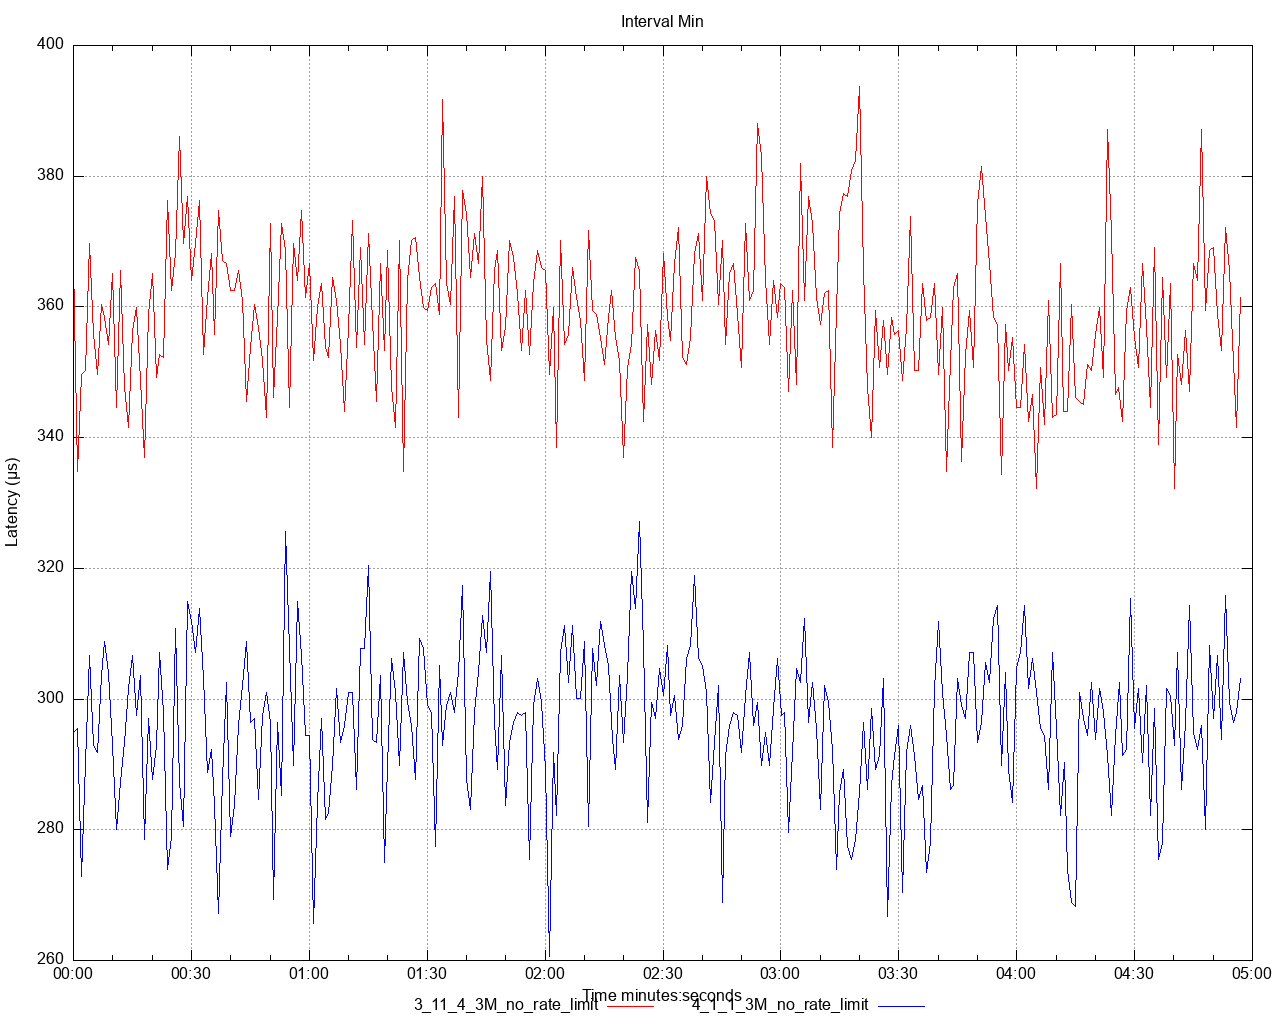 Interval Min
400
380
360
340
320
300
280
260
Latency (µs)
00:00 00:30 01:00 01:30 02:00 02:30 03:00 03:30 04:00 04:30 05:00
Time minutes:seconds
3_11_4_3M_no_rate_limit 4_1_1_3M_no_rate_limit